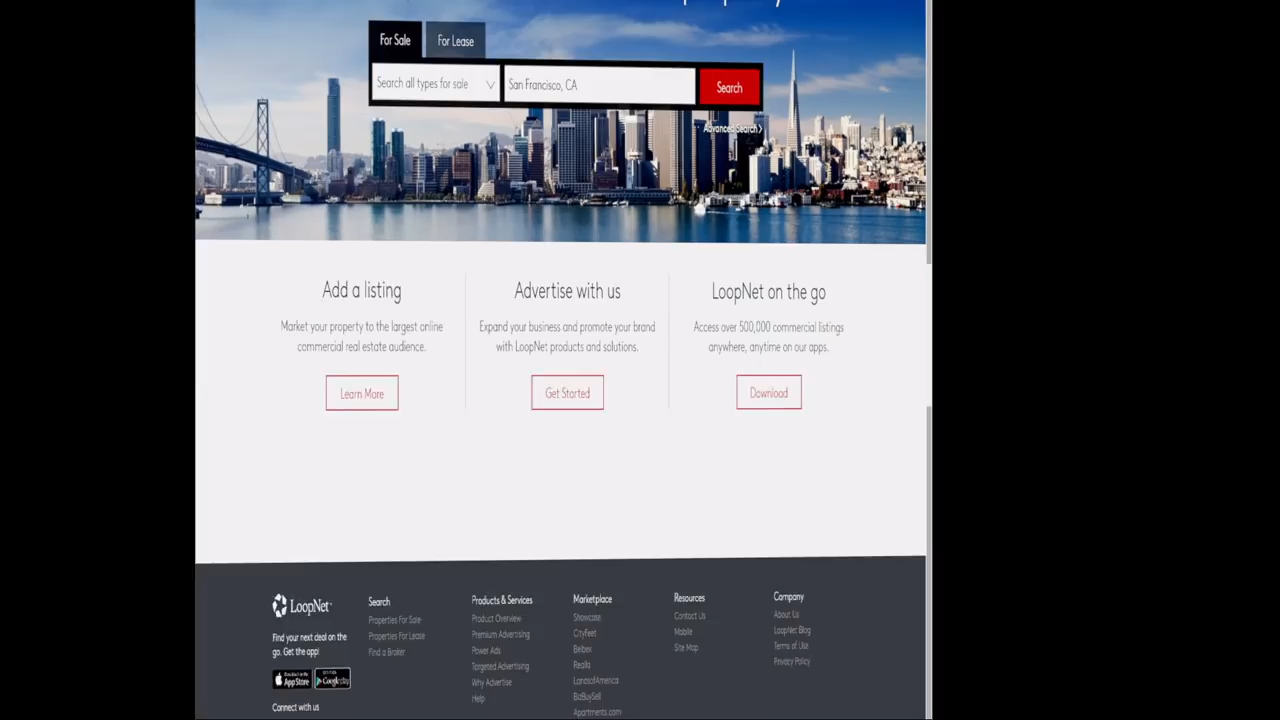 For Sale
For Lease
Search all types for sale
San Francisco, CA
Search
Advanced Search
Add a listing
Market your property to the largest online
commercial real estate audience.
Learn More
Advertise with us
Expand your business and promote your brand
with LoopNet products and solutions.
Get Started
LoopNet on the go
Access over 500,000 commercial listings
anywhere, anytime on our apps.
Download
LoopNet
Find your next deal on the
go. Get the app!
App Store
Google play
Connect with us
Search
Properties For Sale
Properties For Lease
Find a Broker
Products & Services
Product Overview
Premium Advertising
Power Ads
Targeted Advertising
Why Advertise
Help
Marketplace
Showcase
CityFeet
Belbex
Realla
LandsofAmerica
BizBuySell
Apartments.com
Resources
Contact Us
Mobile
Site Map
Company
About Us
LoopNet Blog
Terms of Use
Privacy Policy